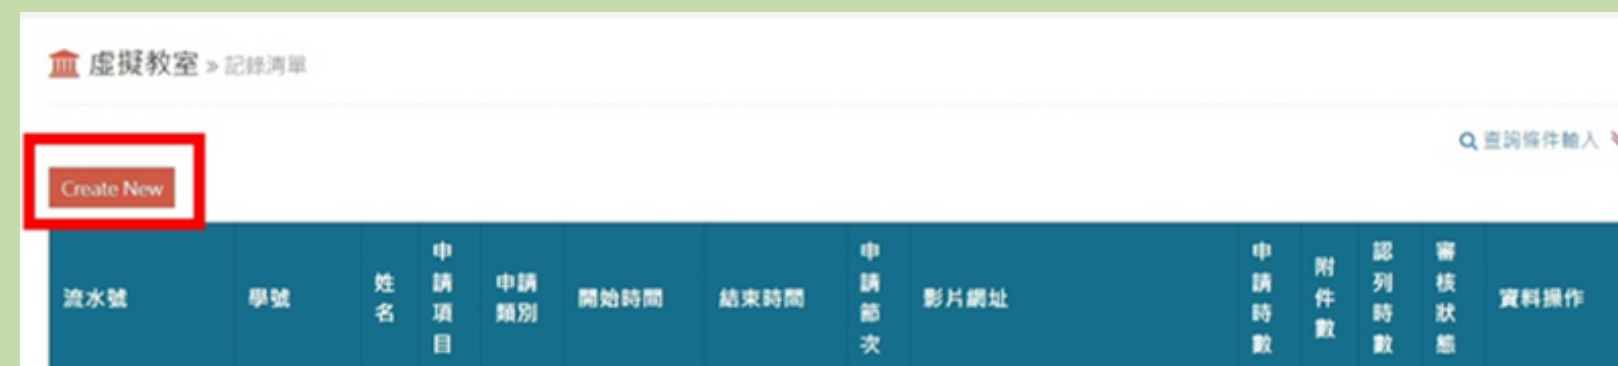 虛擬教室 » 記錄清單
查詢條件輸入
Create New
流水號
學號
姓名
申請項目
申請類別
開始時間
結束時間
申請節次
影片網址
申請時數
附件數
認列時數
審核狀態
資料操作